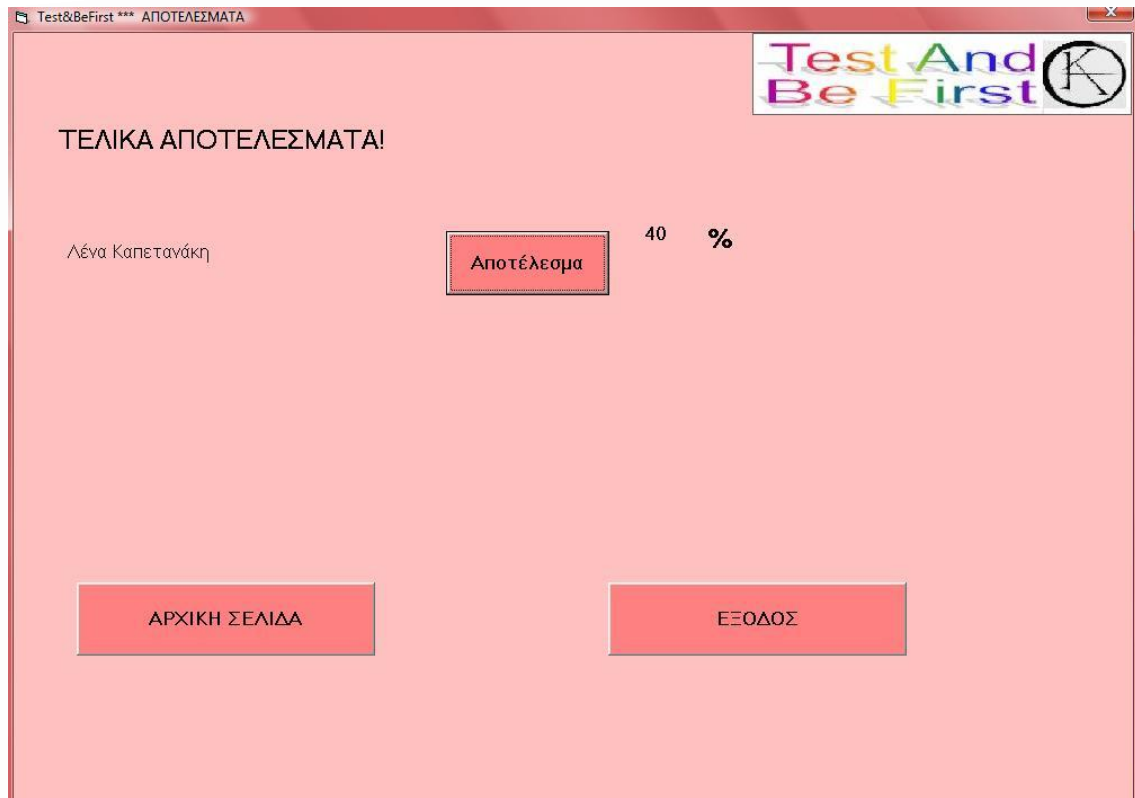 Test&BeFirst *** ΑΠΟΤΕΛΕΣΜΑΤΑ
Test And
Be First
K
ΤΕΛΙΚΑ ΑΠΟΤΕΛΕΣΜΑΤΑ!
Λένα Καπετανάκη
Αποτέλεσμα
40 %
ΑΡΧΙΚΗ ΣΕΛΙΔΑ
ΕΞΟΔΟΣ